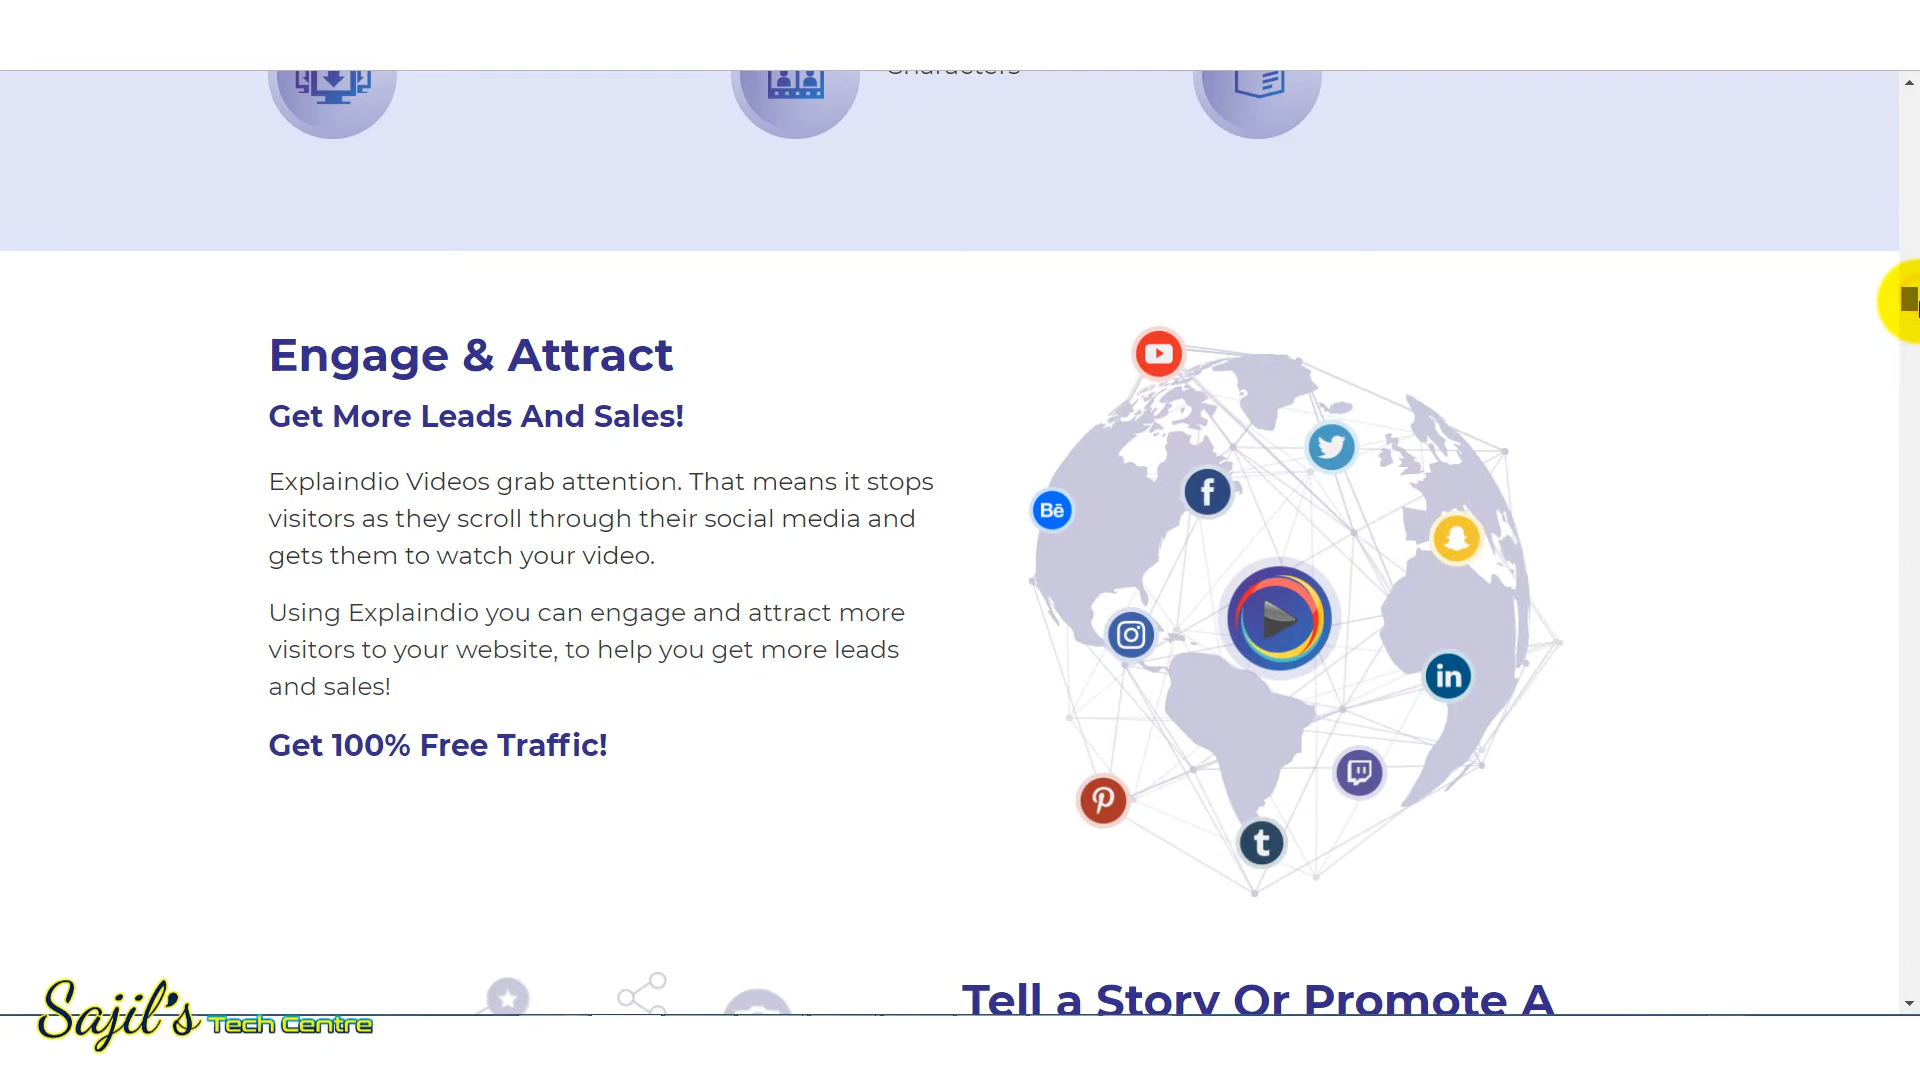 Characters
Engage & Attract
Get More Leads And Sales!
Explaindio Videos grab attention. That means it stops
visitors as they scroll through their social media and
gets them to watch your video.
Using Explaindio you can engage and attract more
visitors to your website, to help you get more leads
and sales!
Get 100% Free Traffic!
Bē
f
in
t
Tell a Story Or Promote A
Sajil's Tech Centre